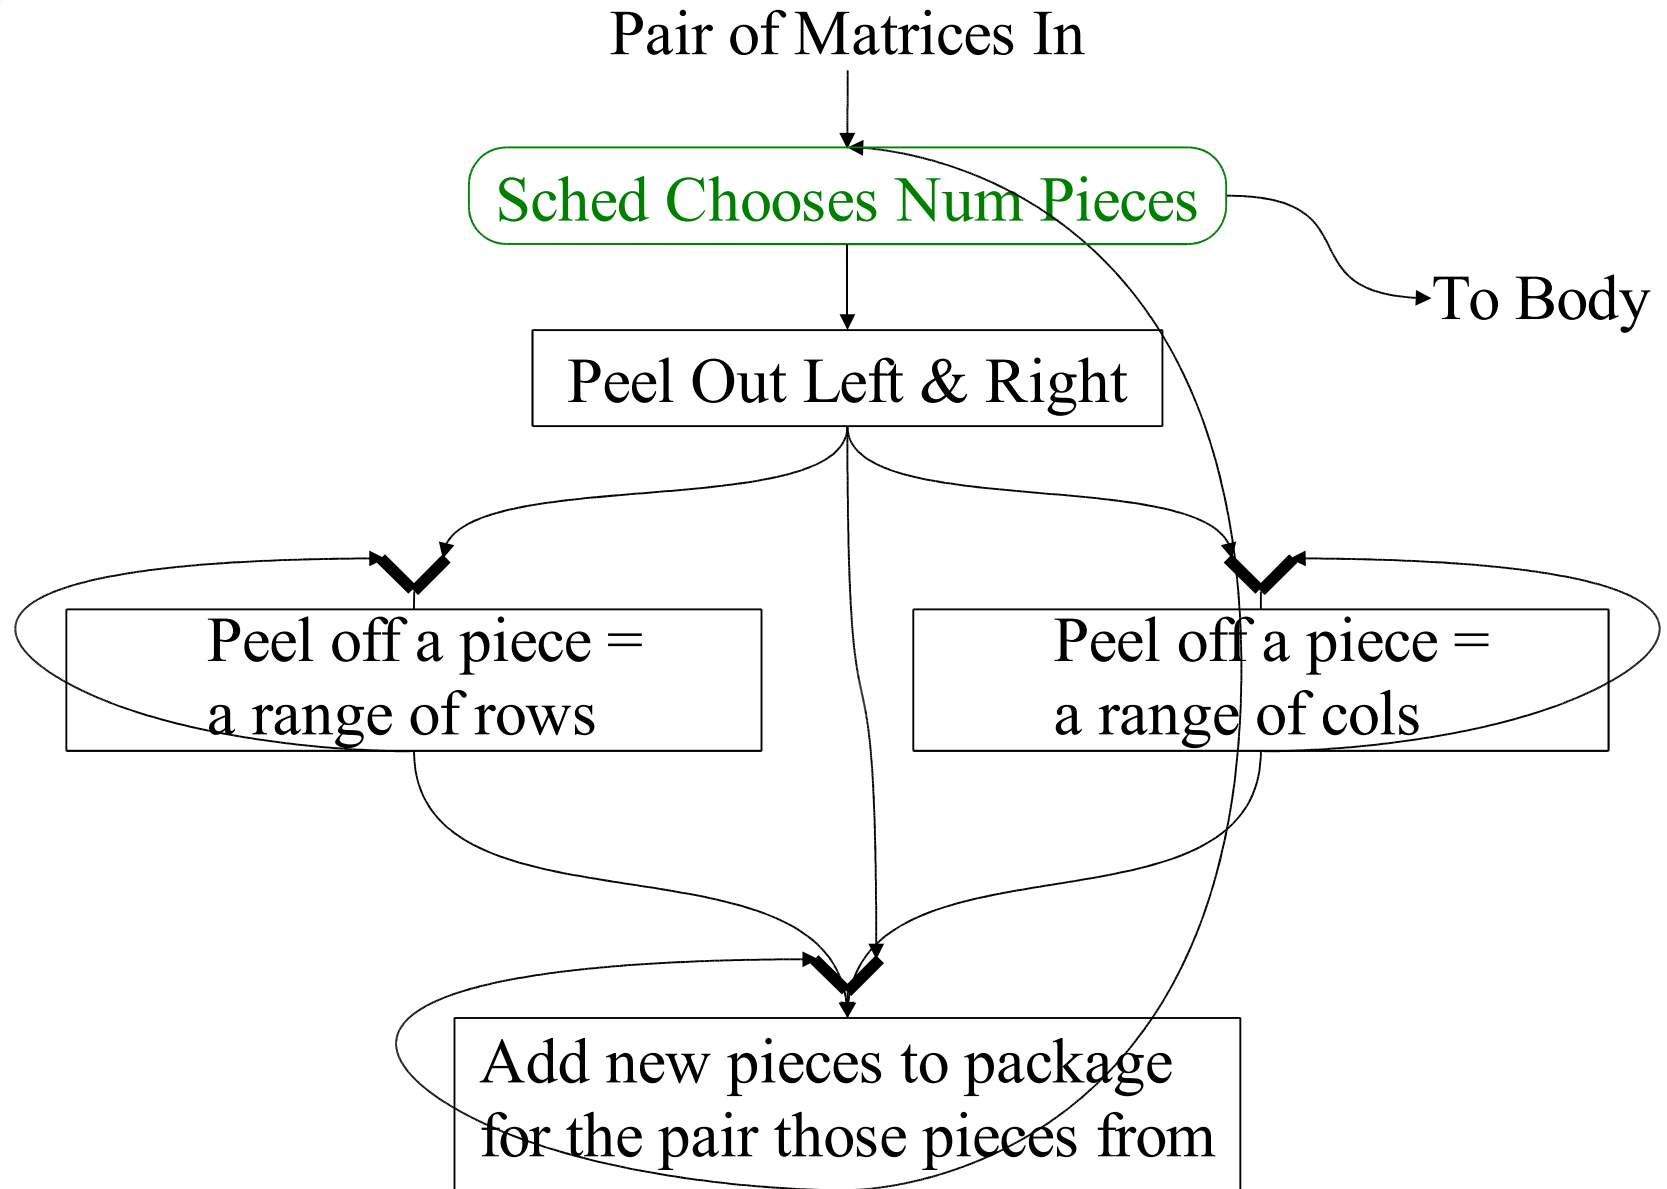 Pair of Matrices In
Sched Chooses Num Pieces
To Body
Peel Out Left & Right
Peel off a piece =
a range of rows
Peel off a piece =
a range of cols
Add new pieces to package
for the pair those pieces from